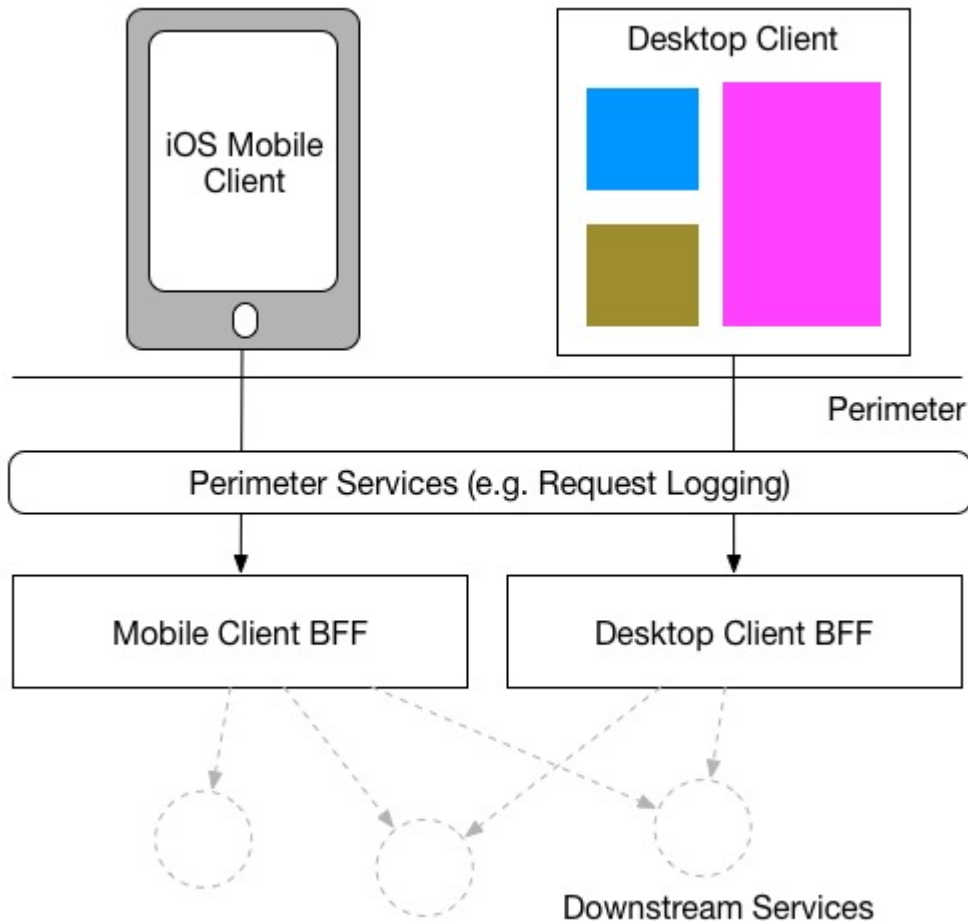 iOS Mobile
Client
Desktop Client
Perimeter
Perimeter Services (e.g. Request Logging)
Mobile Client BFF
Desktop Client BFF
Downstream Services